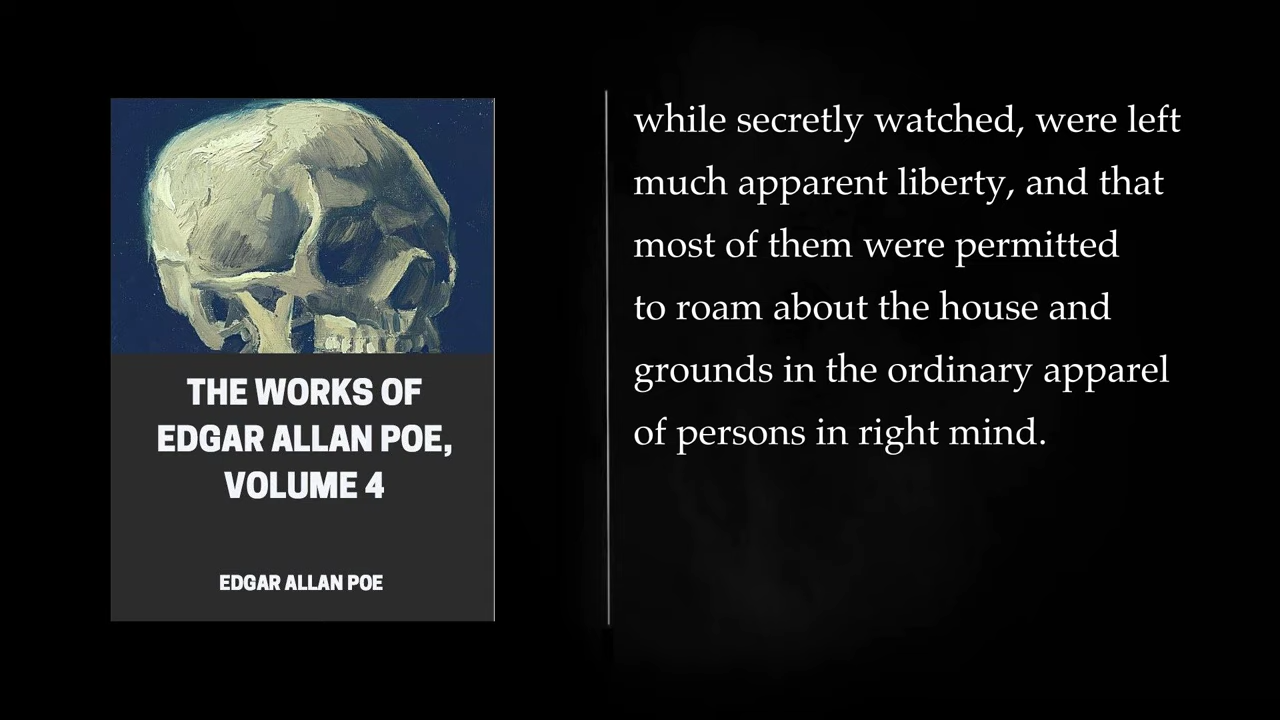 THE WORKS OF
EDGAR ALLAN POE,
VOLUME 4
EDGAR ALLAN POE
while secretly watched, were left
much apparent liberty, and that
most of them were permitted
to roam about the house and
grounds in the ordinary apparel
of persons in right mind.